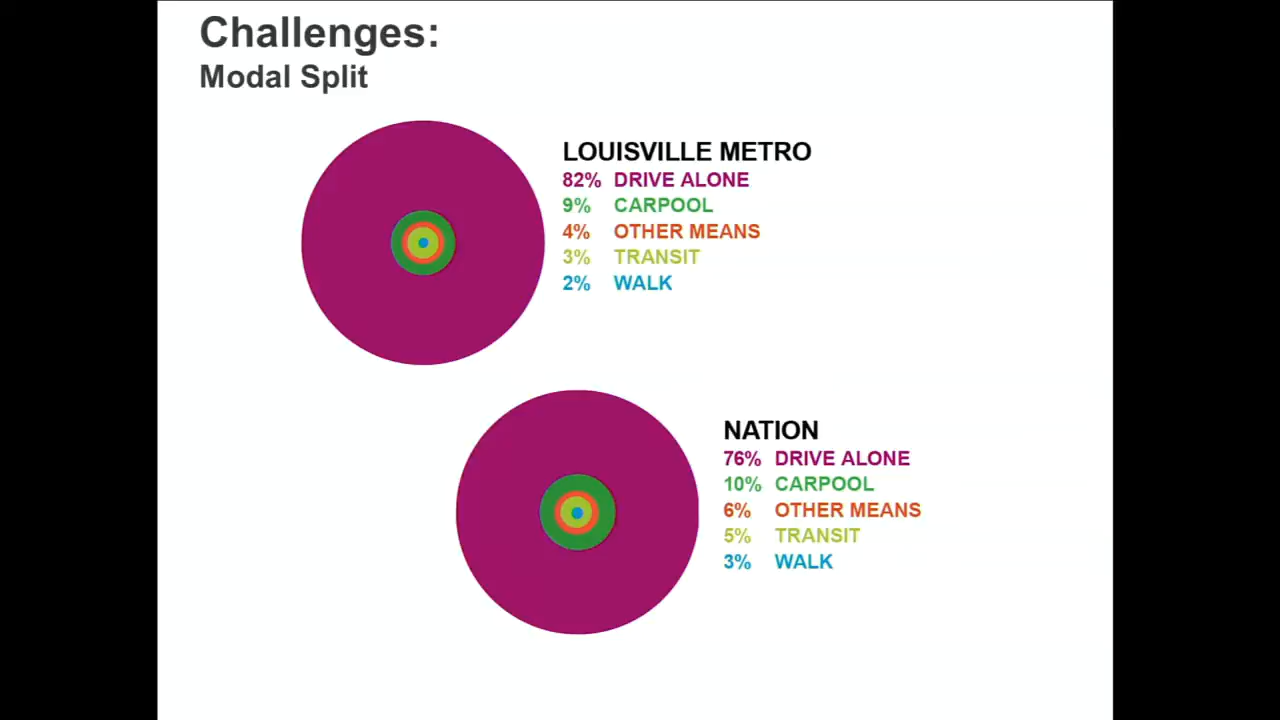 Challenges:
Modal Split
LOUISVILLE METRO
82% DRIVE ALONE
9% CARPOOL
4% OTHER MEANS
3% TRANSIT
2% WALK
NATION
76% DRIVE ALONE
10% CARPOOL
6% OTHER MEANS
5% TRANSIT
3% WALK